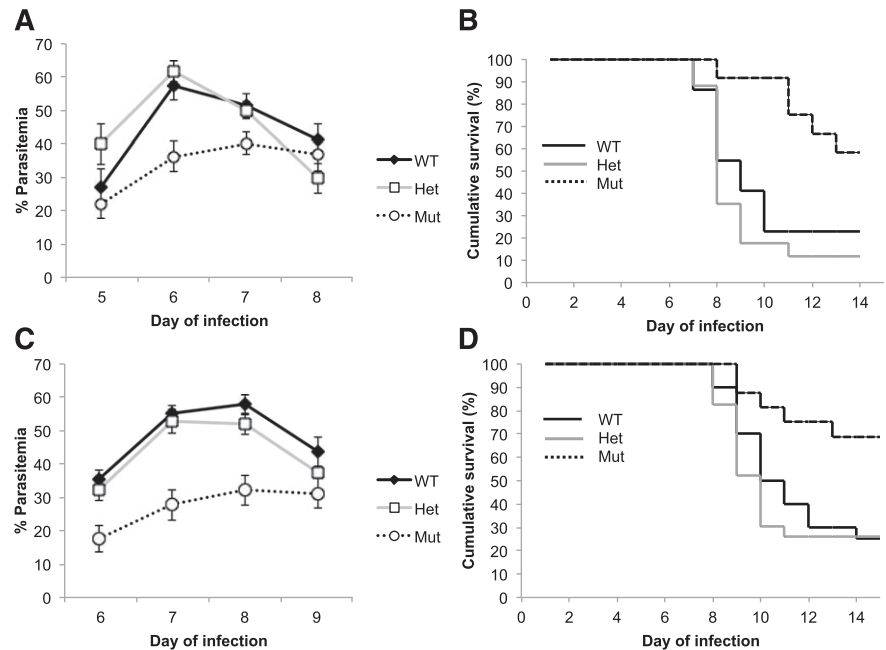 A
% Parasitemia
70
60
50
40
30
20
10
0
5 6 7 8
Day of infection
WT
Het
Mut
B
Cumulative survival (%)
100
90
80
70
60
50
40
30
20
10
0
0 2 4 6 8 10 12 14
Day of infection
WT
Het
Mut
C
% Parasitemia
70
60
50
40
30
20
10
0
6 7 8 9
Day of infection
WT
Het
Mut
D
Cumulative survival (%)
100
90
80
70
60
50
40
30
20
10
0
0 2 4 6 8 10 12 14
Day of infection
WT
Het
Mut